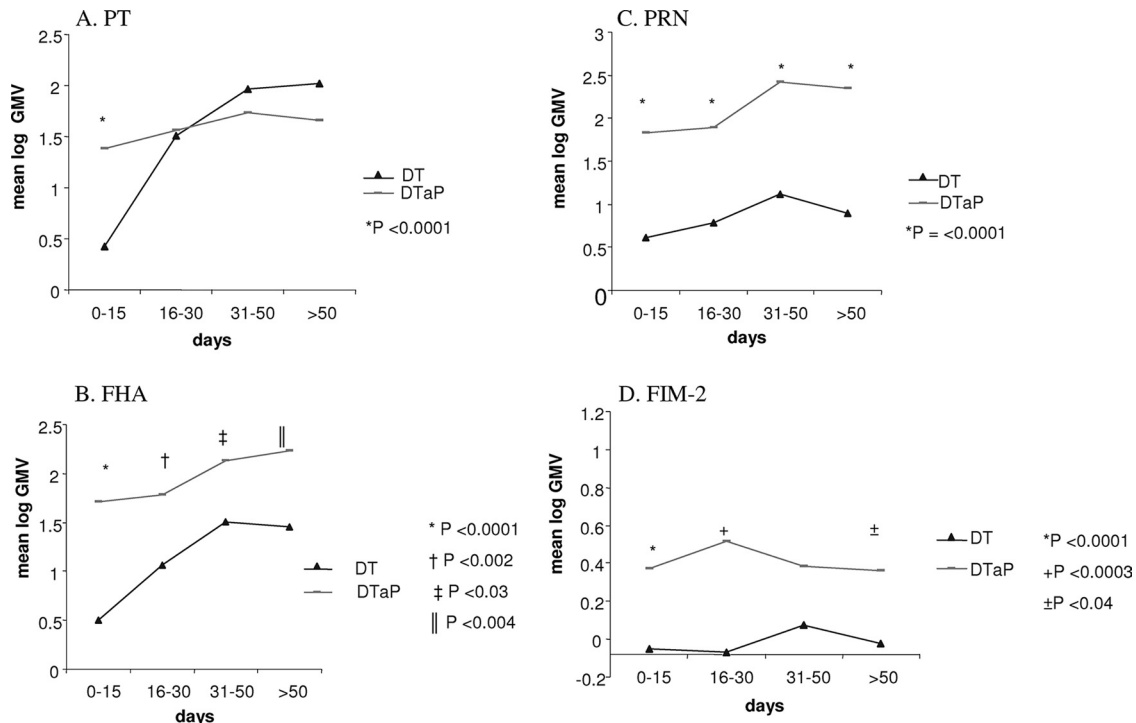 A. PT
2.5
2
1.5
1
0.5
0
mean log GMV
*
0-15 16-30 31-50 >50
days
DT
DTaP
*P <0.0001
C. PRN
3
2.5
2
1.5
1
0.5
0
mean log GMV
* * * *
0-15 16-30 31-50 >50
days
DT
DTaP
*P = <0.0001
B. FHA
2.5
2
1.5
1
0.5
0
mean log GMV
* † ‡ ‖
0-15 16-30 31-50 >50
days
DT
DTaP
* P <0.0001
† P <0.002
‡ P <0.03
‖ P <0.004
D. FIM-2
1.2
1
0.8
0.6
0.4
0.2
0
-0.2
mean log GMV
* + ±
0-15 16-30 31-50 >50
days
DT
DTaP
*P <0.0001
+P <0.0003
±P <0.04